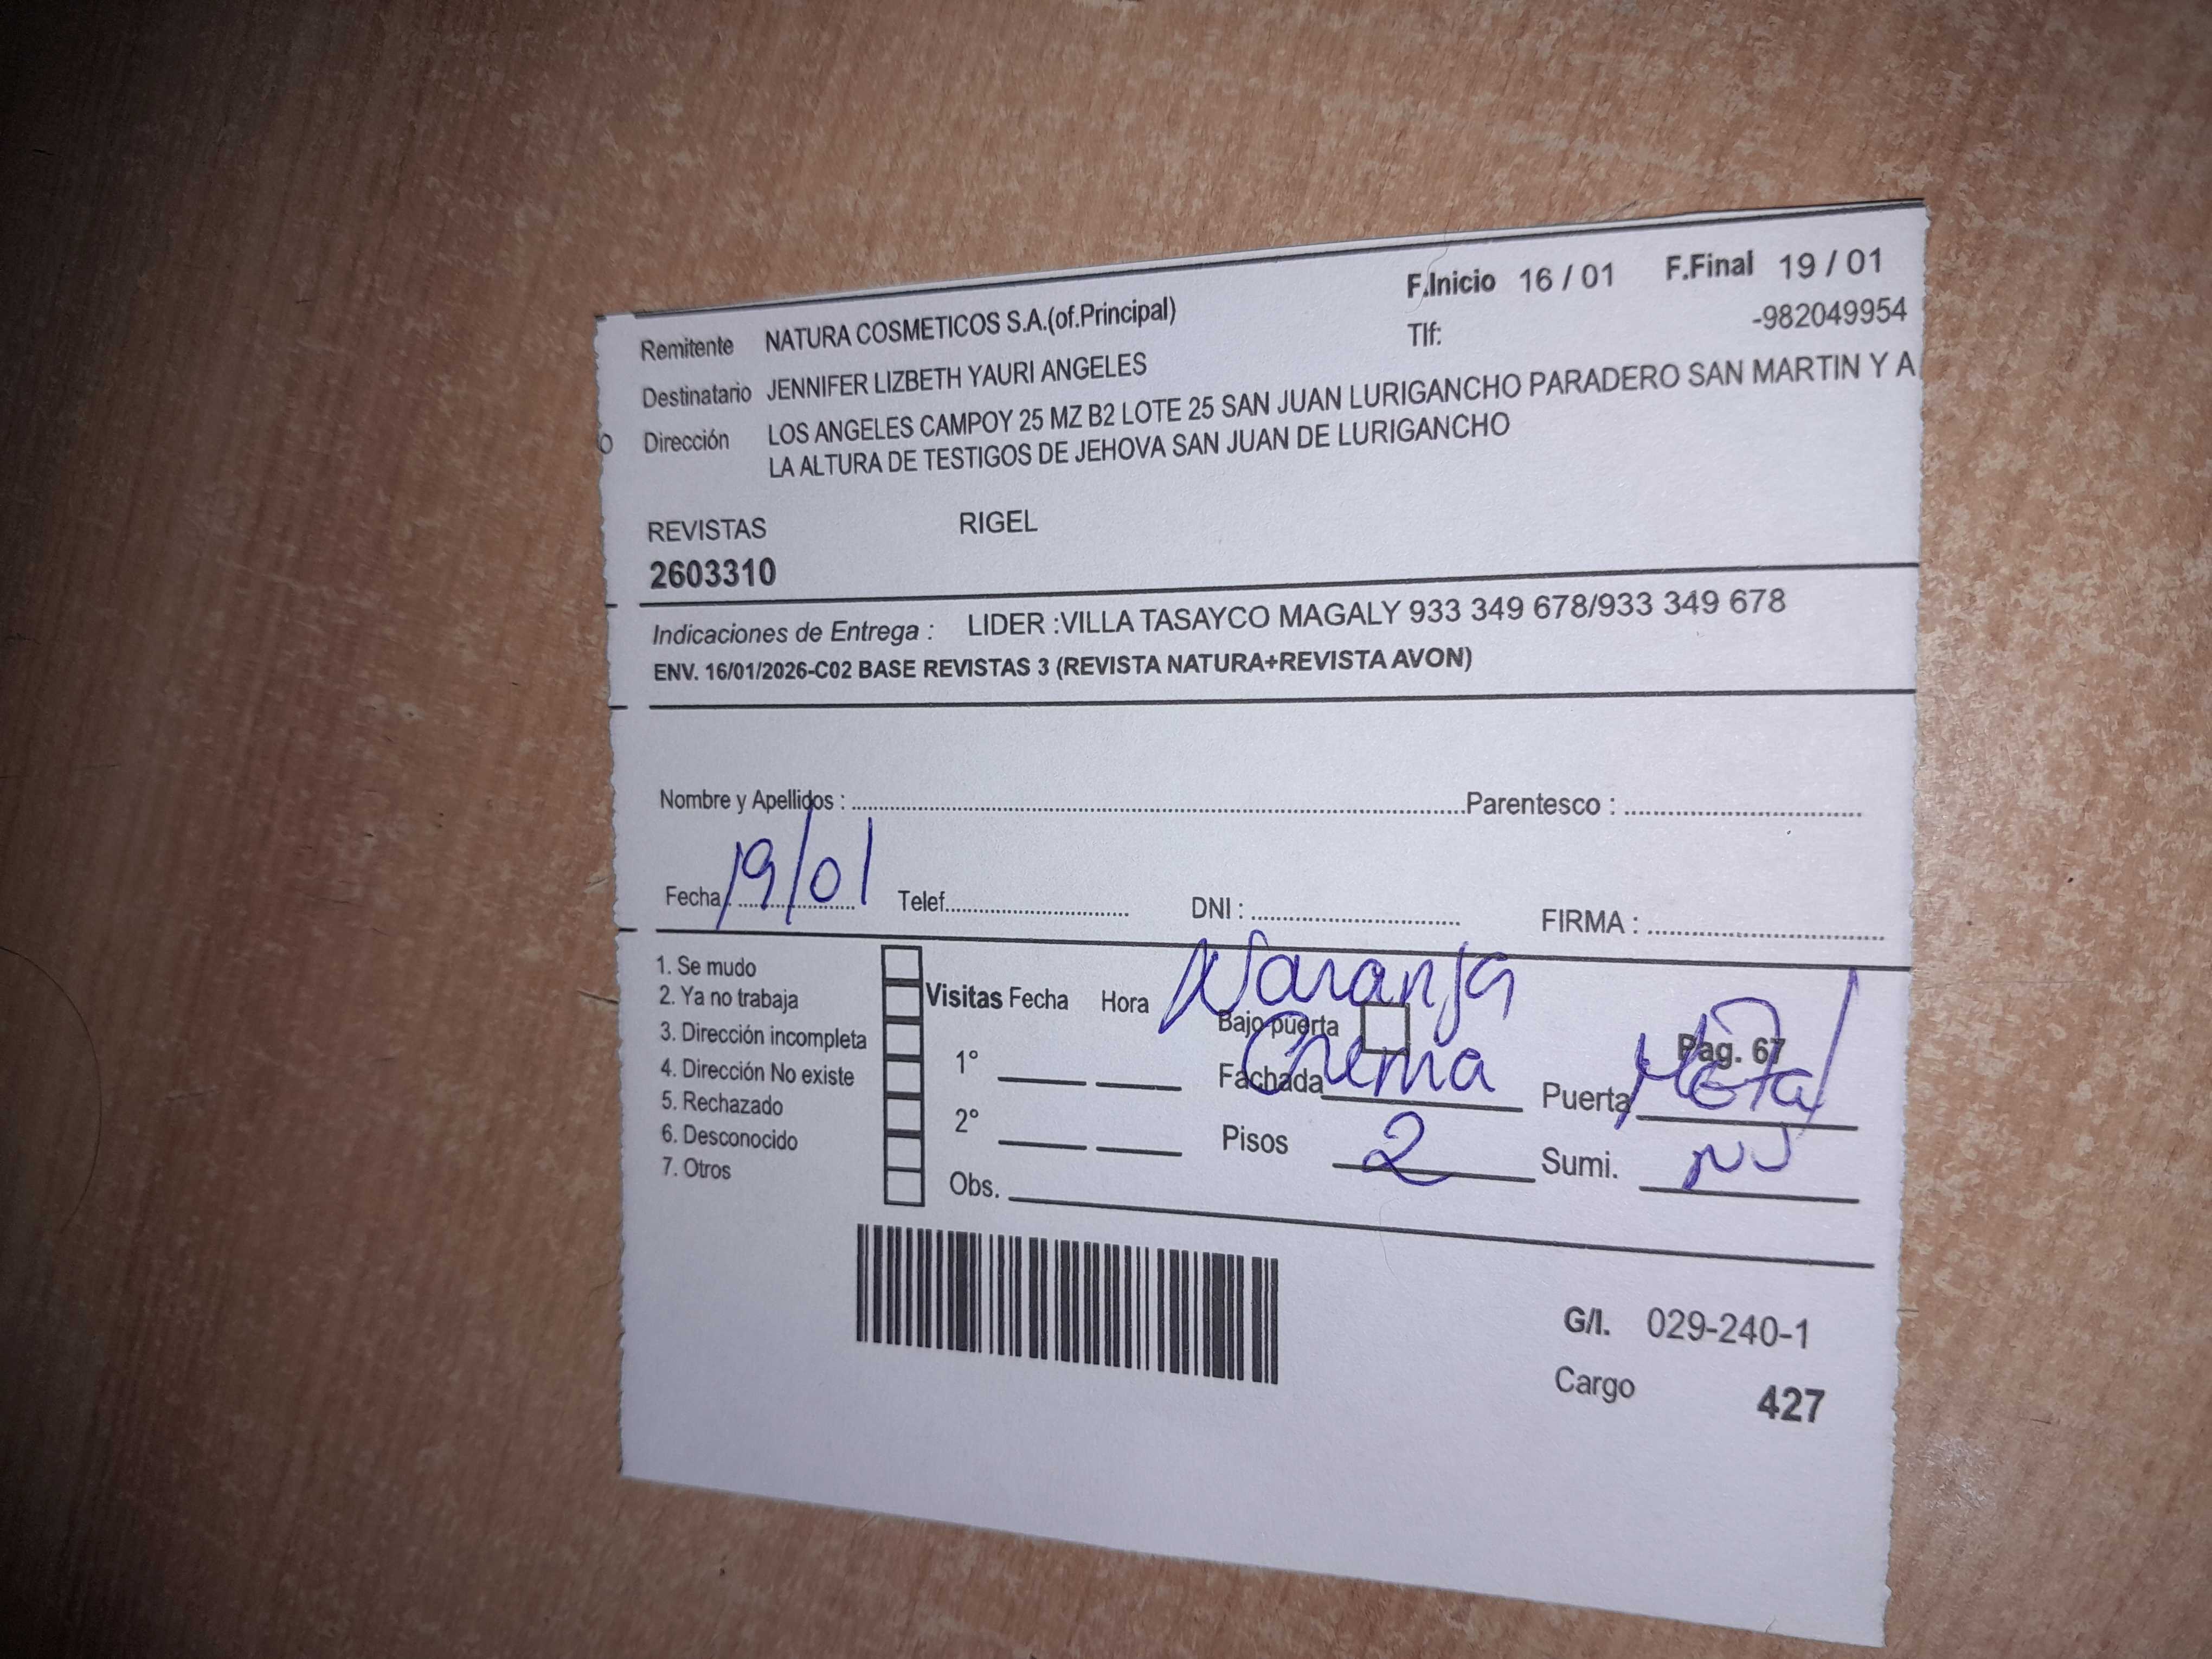 F.Inicio 16 / 01 F.Final 19 / 01
Remitente NATURA COSMETICOS S.A.(of.Principal) Tlf: -982049954
Destinatario JENNIFER LIZBETH YAURI ANGELES
O Dirección LOS ANGELES CAMPOY 25 MZ B2 LOTE 25 SAN JUAN LURIGANCHO PARADERO SAN MARTIN Y A
LA ALTURA DE TESTIGOS DE JEHOVA SAN JUAN DE LURIGANCHO
REVISTAS RIGEL
2603310
Indicaciones de Entrega : LIDER :VILLA TASAYCO MAGALY 933 349 678/933 349 678
ENV. 16/01/2026-C02 BASE REVISTAS 3 (REVISTA NATURA+REVISTA AVON)
Nombre y Apellidos : Parentesco :
Fecha : 19/01 Telef. DNI : FIRMA :
1. Se mudo
2. Ya no trabaja
3. Dirección incompleta
4. Dirección No existe
5. Rechazado
6. Desconocido
7. Otros
Visitas Fecha Hora
1°
2°
Obs.
Naranja
Bajo puerta
Pag. 67
Fachada Crema Puerta Metal
Pisos 2 Sumi.
G/I. 029-240-1
Cargo 427